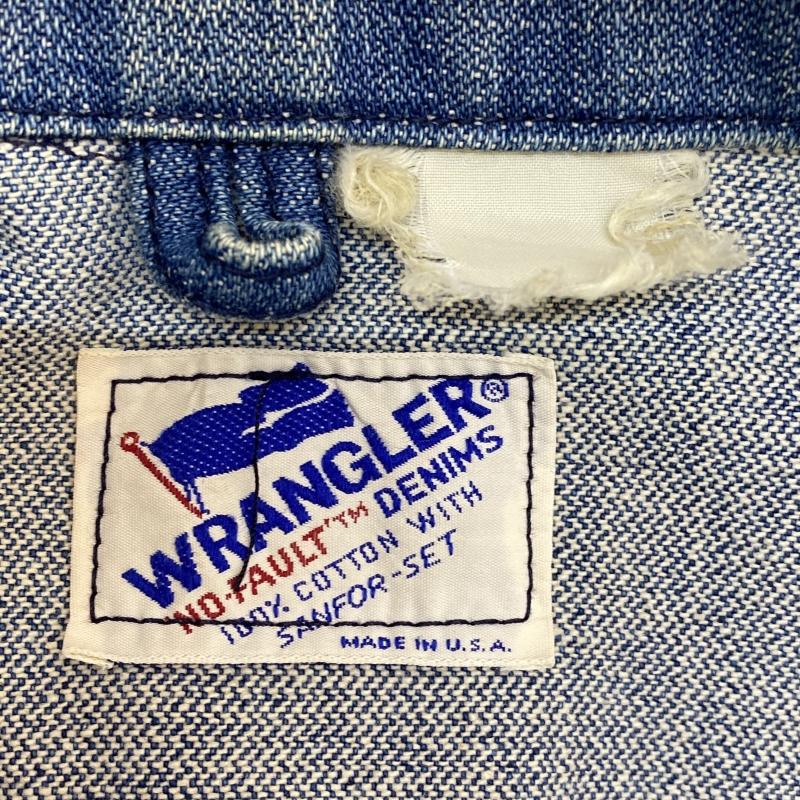 WRANGLER®
"NO-FAULT"™ DENIMS
100% COTTON WITH
SANFOR-SET
MADE IN U.S.A.